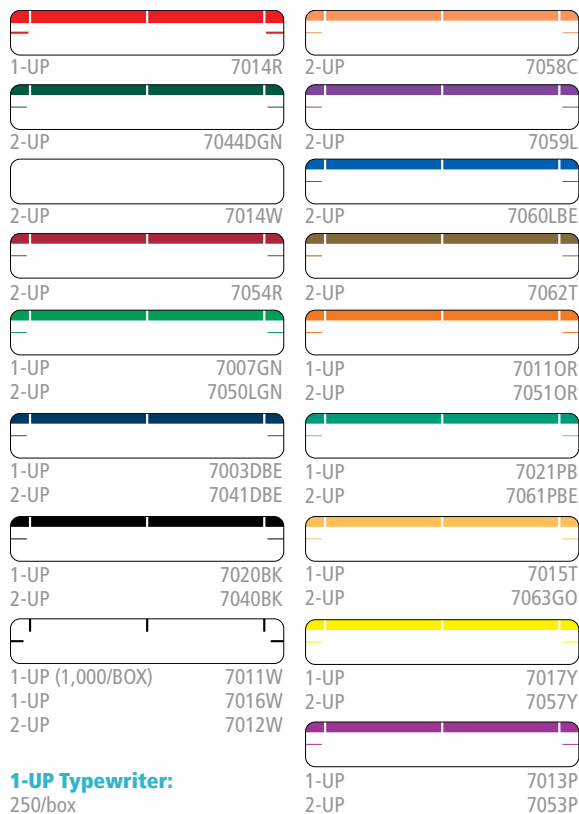 1-UP 7014R
2-UP 7044DGN
2-UP 7014W
2-UP 7054R
1-UP 7007GN
2-UP 7050LGN
1-UP 7003DBE
2-UP 7041DBE
1-UP 7020BK
2-UP 7040BK
1-UP (1,000/BOX) 7011W
1-UP 7016W
2-UP 7012W
1-UP Typewriter:
250/box
2-UP 7058C
2-UP 7059L
2-UP 7060LBE
2-UP 7062T
1-UP 7011OR
2-UP 7051OR
1-UP 7021PB
2-UP 7061PBE
1-UP 7015T
2-UP 7063GO
1-UP 7017Y
2-UP 7057Y
1-UP 7013P
2-UP 7053P